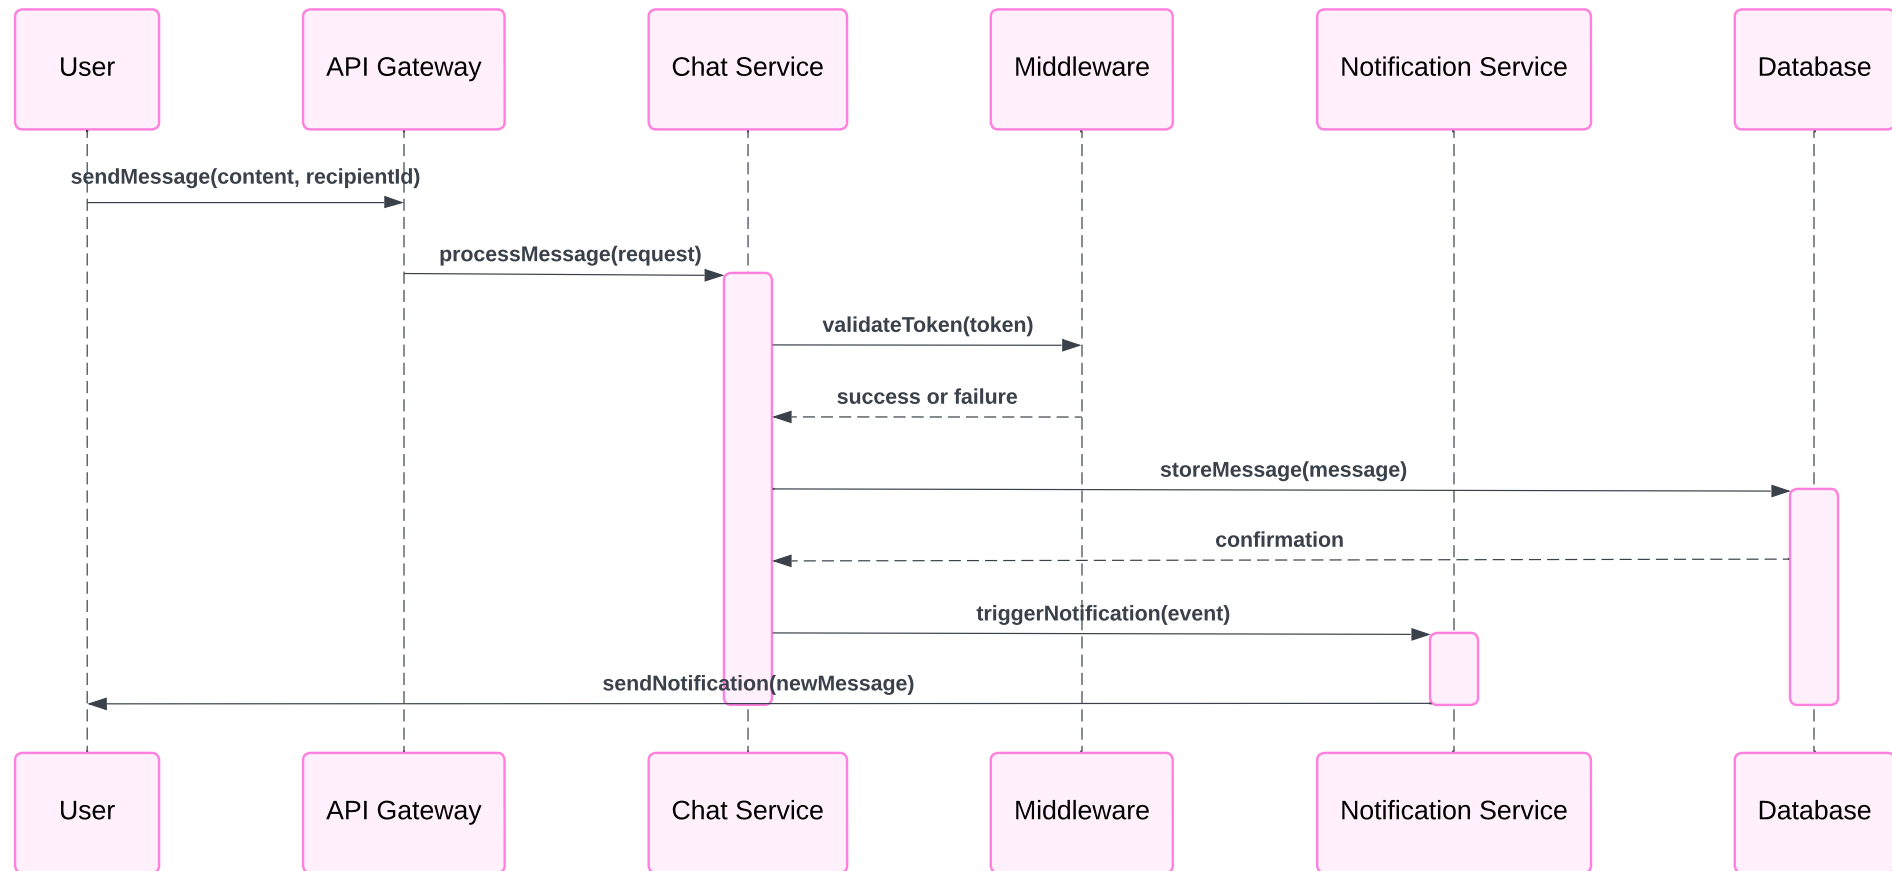 User
API Gateway
Chat Service
Middleware
Notification Service
Database
sendMessage(content, recipientId)
processMessage(request)
validateToken(token)
success or failure
storeMessage(message)
confirmation
triggerNotification(event)
sendNotification(newMessage)
User
API Gateway
Chat Service
Middleware
Notification Service
Database